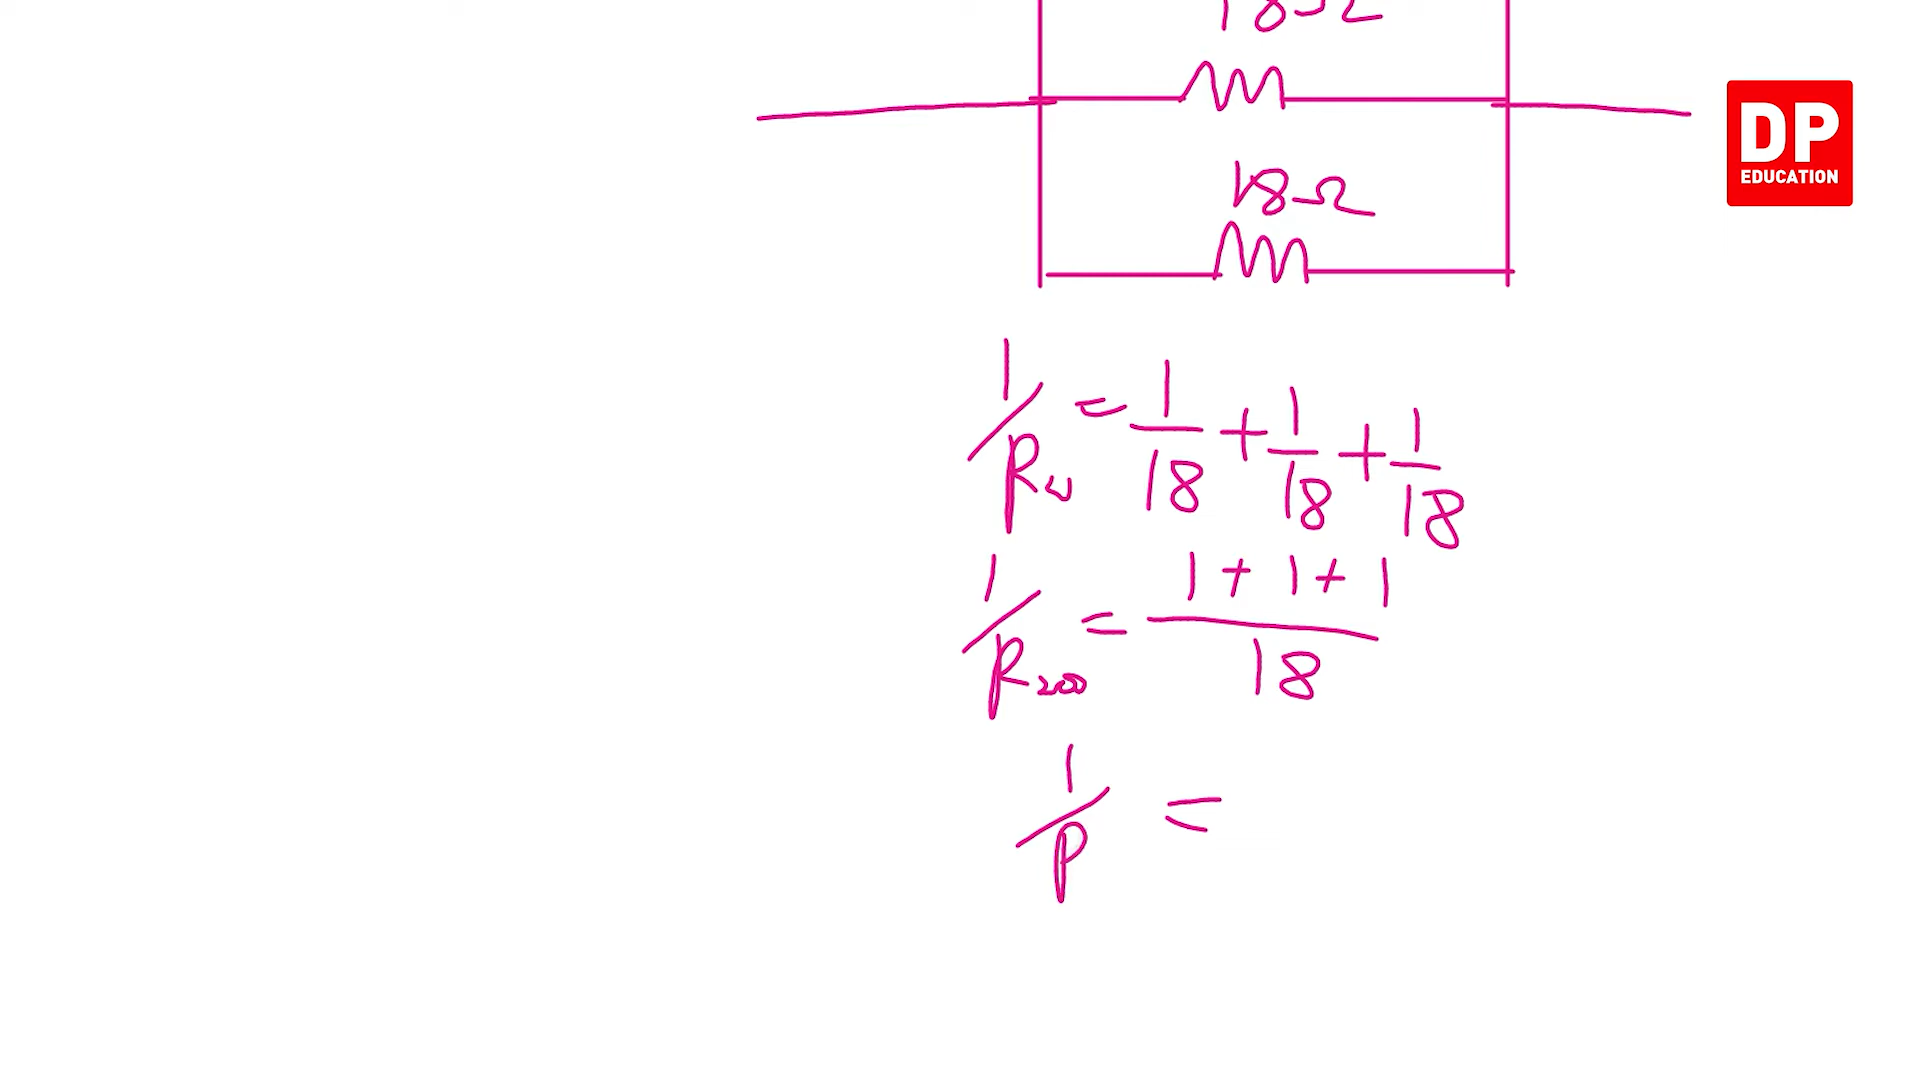 18Ω
DP
EDUCATION
18Ω
1/R = 1/18 + 1/18 + 1/18
1/R = (1 + 1 + 1)/18
1/R =